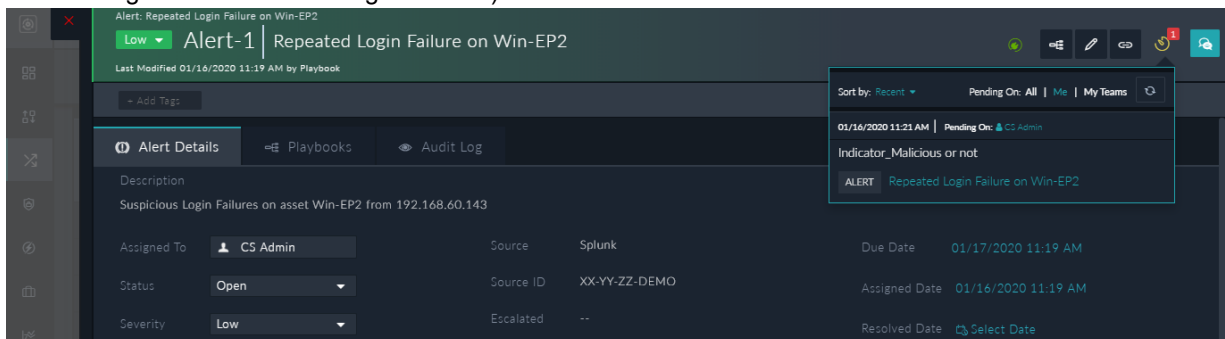 Alert: Repeated Login Failure on Win-EP2
Low Alert-1 | Repeated Login Failure on Win-EP2
1
Last Modified 01/16/2020 11:19 AM by Playbook
+ Add Tags
Sort by: Recent Pending On: All | Me | My Teams
01/16/2020 11:21 AM | Pending On: CS Admin
Indicator_Malicious or not
ALERT Repeated Login Failure on Win-EP2
Alert Details Playbooks Audit Log
Description
Suspicious Login Failures on asset Win-EP2 from 192.168.60.143
Assigned To CS Admin Source Splunk Due Date 01/17/2020 11:19 AM
Status Open Source ID XX-YY-ZZ-DEMO Assigned Date 01/16/2020 11:19 AM
Severity Low Escalated -- Resolved Date Select Date